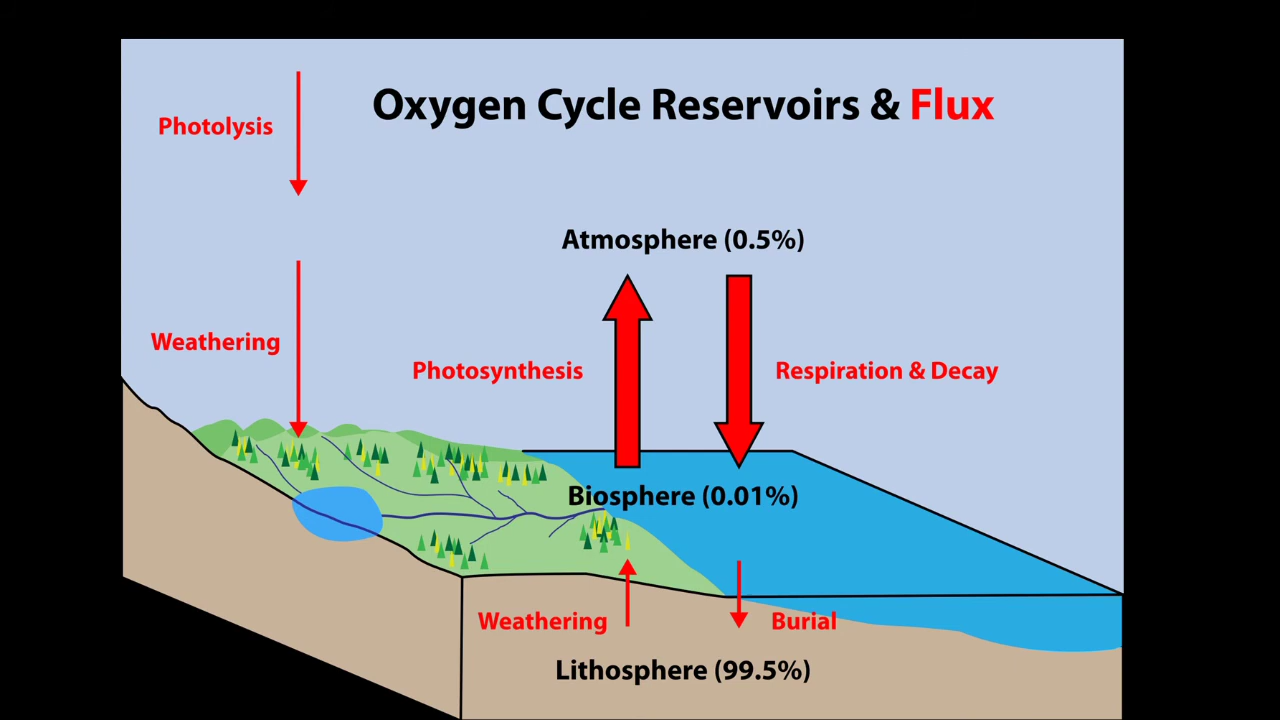 Oxygen Cycle Reservoirs & Flux
Photolysis
Atmosphere (0.5%)
Weathering
Photosynthesis
Respiration & Decay
Biosphere (0.01%)
Weathering
Burial
Lithosphere (99.5%)